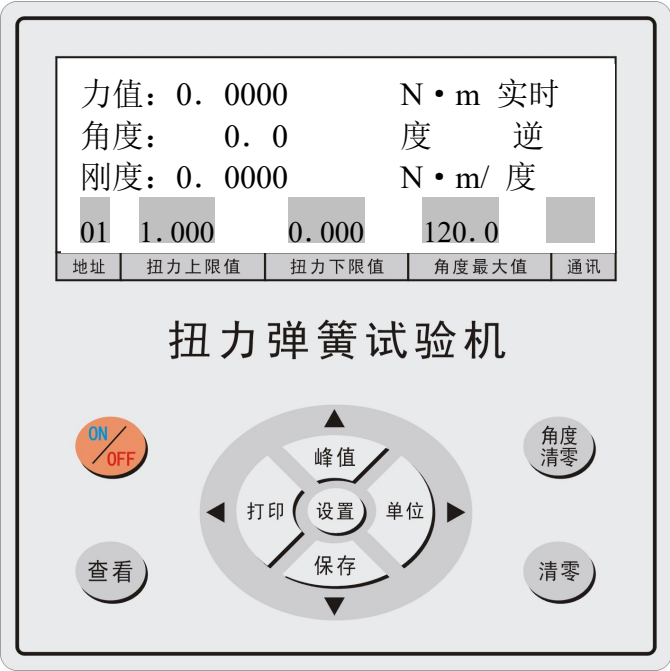 力值: 0. 0000 N·m 实时
角度: 0. 0 度 逆
刚度: 0. 0000 N·m/ 度
01 1.000 0.000 120.0
地址 扭力上限值 扭力下限值 角度最大值 通讯
扭力弹簧试验机
ON/OFF
峰值
角度
清零
打印 设置 单位
查看
保存
清零